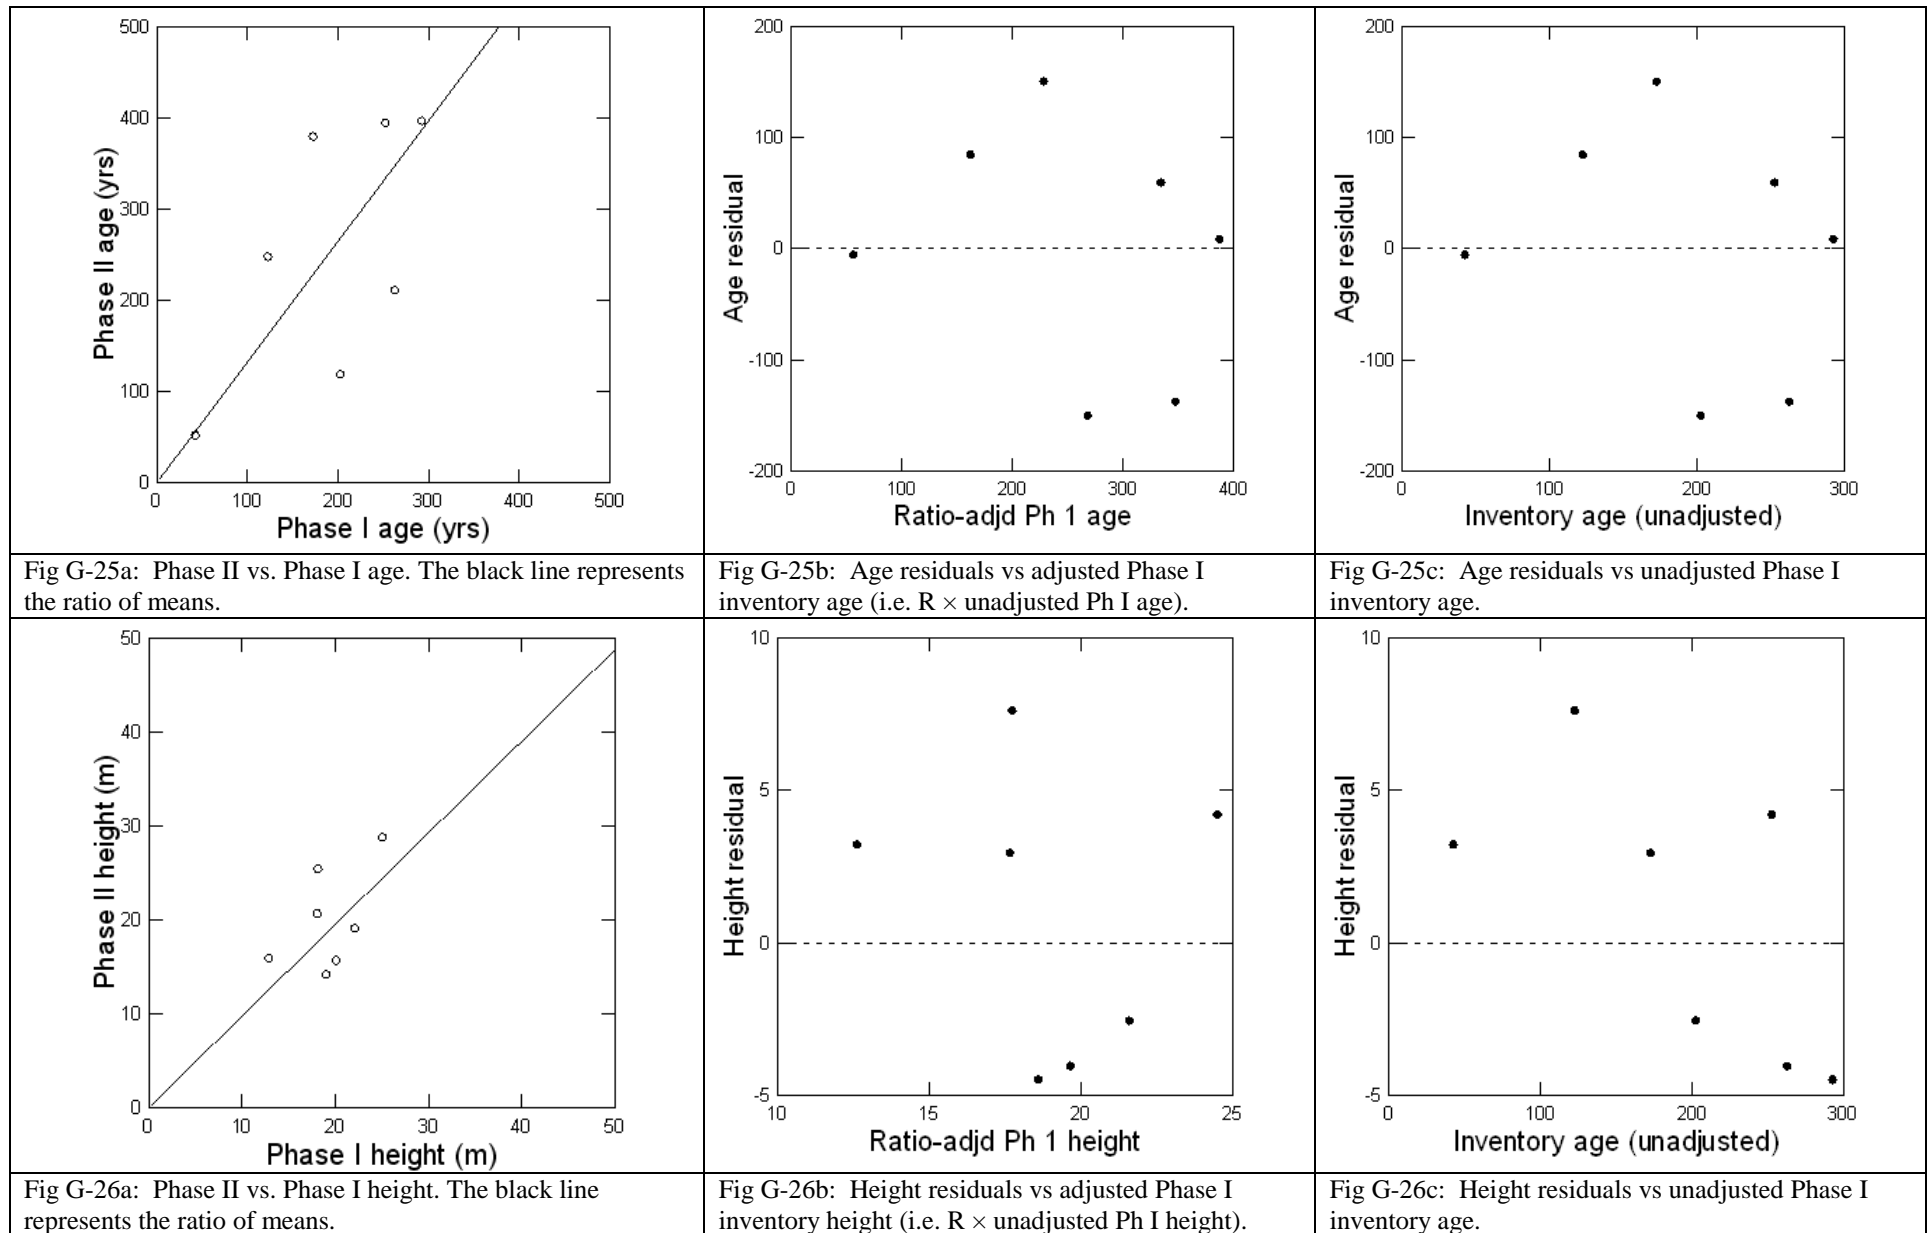 500
400
300
200
100
0
Phase II age (yrs)
0 100 200 300 400 500
Phase I age (yrs)
200
100
0
-100
-200
Age residual
0 100 200 300 400
Ratio-adjd Ph 1 age
200
100
0
-100
-200
Age residual
0 100 200 300
Inventory age (unadjusted)
Fig G-25a: Phase II vs. Phase I age. The black line represents
the ratio of means.
Fig G-25b: Age residuals vs adjusted Phase I
inventory age (i.e. R × unadjusted Ph I age).
Fig G-25c: Age residuals vs unadjusted Phase I
inventory age.
50
40
30
20
10
0
Phase II height (m)
0 10 20 30 40 50
Phase I height (m)
10
5
0
-5
Height residual
10 15 20 25
Ratio-adjd Ph 1 height
10
5
0
-5
Height residual
0 100 200 300
Inventory age (unadjusted)
Fig G-26a: Phase II vs. Phase I height. The black line
represents the ratio of means.
Fig G-26b: Height residuals vs adjusted Phase I
inventory height (i.e. R × unadjusted Ph I height).
Fig G-26c: Height residuals vs unadjusted Phase I
inventory age.